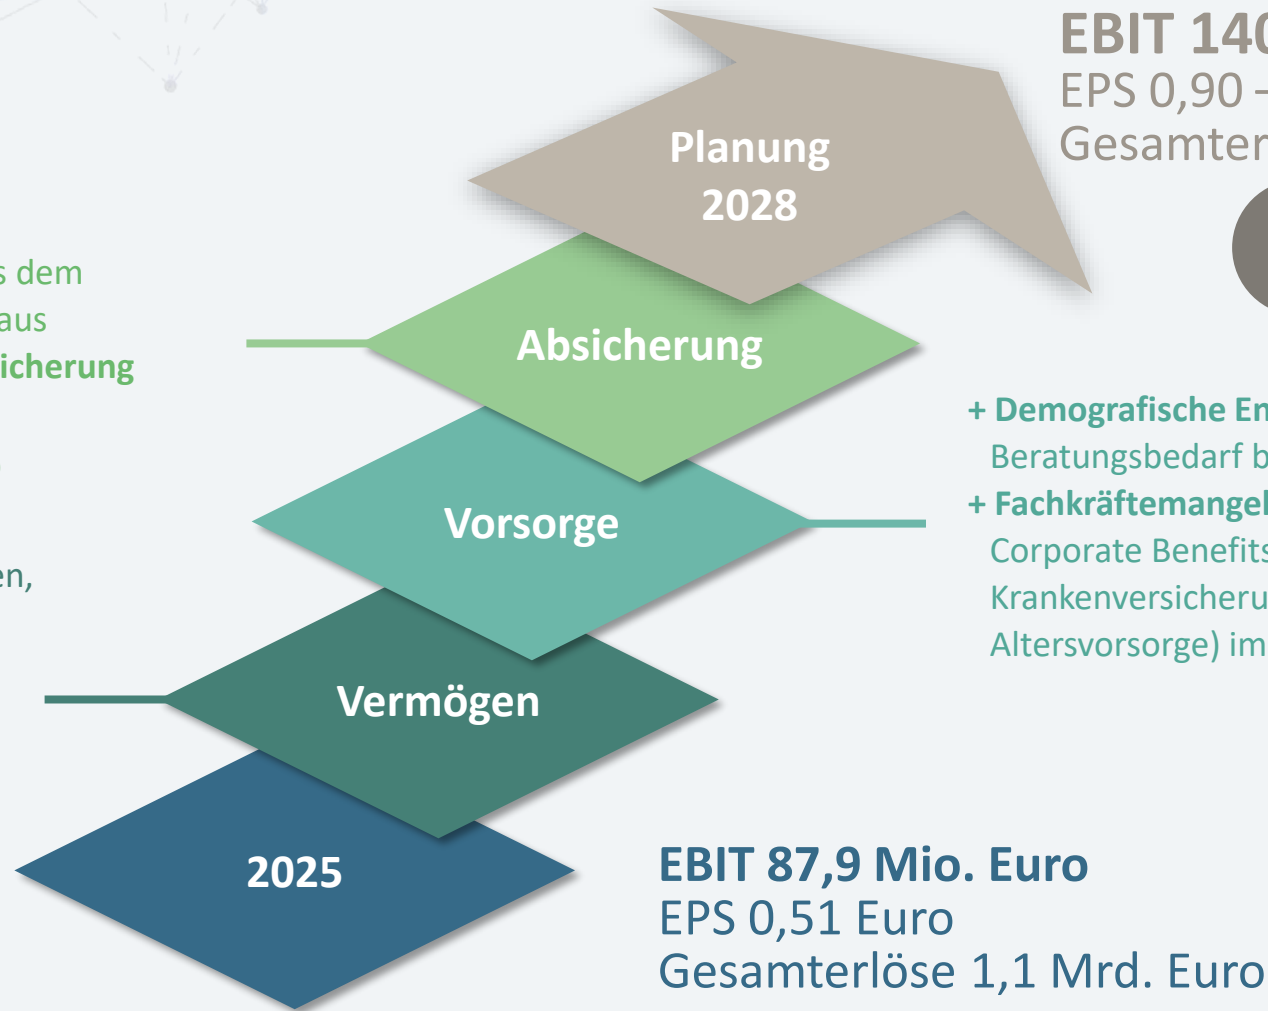 EBIT 140
EPS 0,90 –
Gesamter
Planung
2028
s dem
aus
icherung
Absicherung
+ Demografische En
Beratungsbedarf b
+ Fachkräftemangel
Corporate Benefits
Krankenversicheru
Altersvorsorge) im
Vorsorge
en,
Vermögen
2025
EBIT 87,9 Mio. Euro
EPS 0,51 Euro
Gesamterlöse 1,1 Mrd. Euro